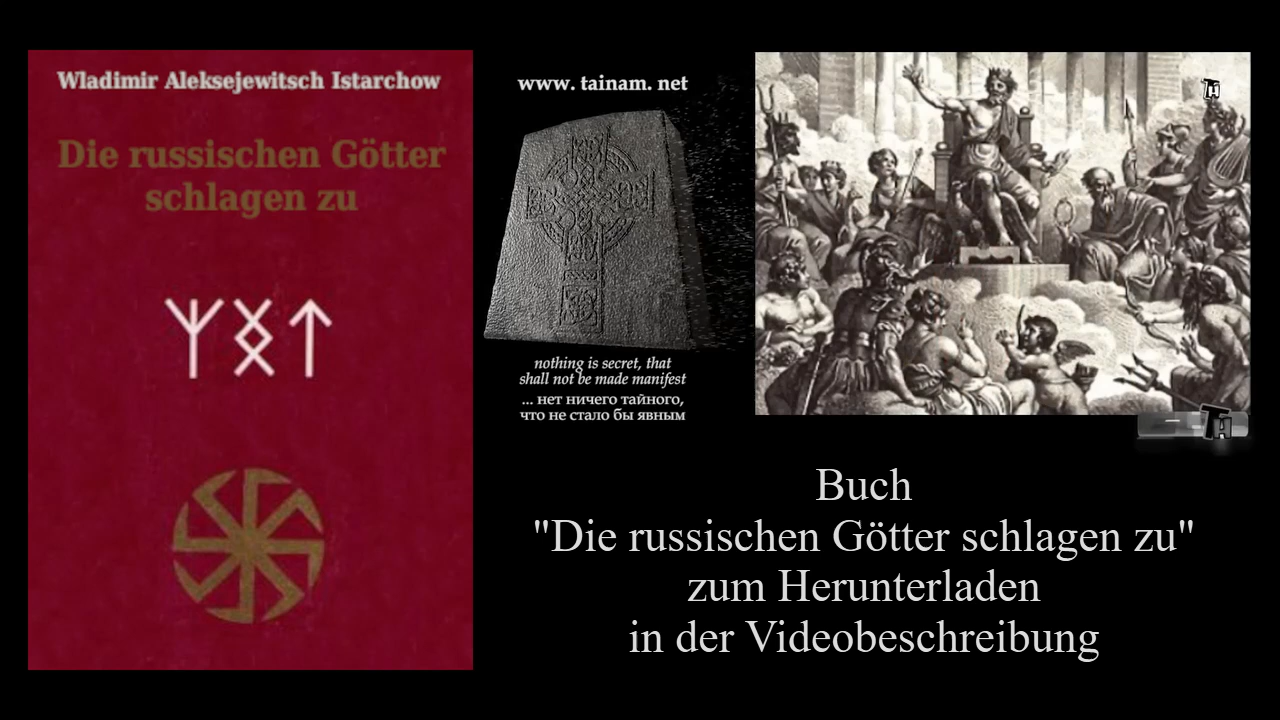 Wladimir Aleksejewitsch Istarchow
Die russischen Götter
schlagen zu
ᛉᛝᛏ
www. tainam. net
nothing is secret, that
shall not be made manifest
... нет ничего тайного,
что не стало бы явным
Buch
"Die russischen Götter schlagen zu"
zum Herunterladen
in der Videobeschreibung